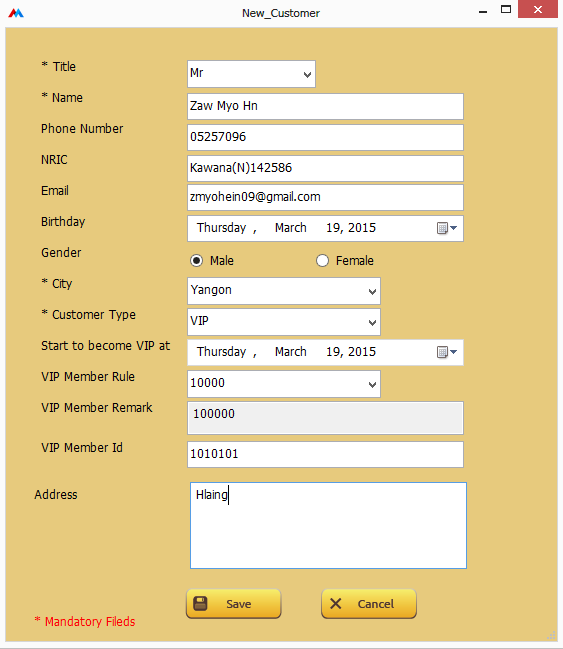 New_Customer
* Title Mr
* Name Zaw Myo Hn
Phone Number 05257096
NRIC Kawana(N)142586
Email zmyohein09@gmail.com
Birthday Thursday , March 19, 2015
Gender Male Female
* City Yangon
* Customer Type VIP
Start to become VIP at Thursday , March 19, 2015
VIP Member Rule 10000
VIP Member Remark 100000
VIP Member Id 1010101
Address Hlaing
Save Cancel
* Mandatory Fileds